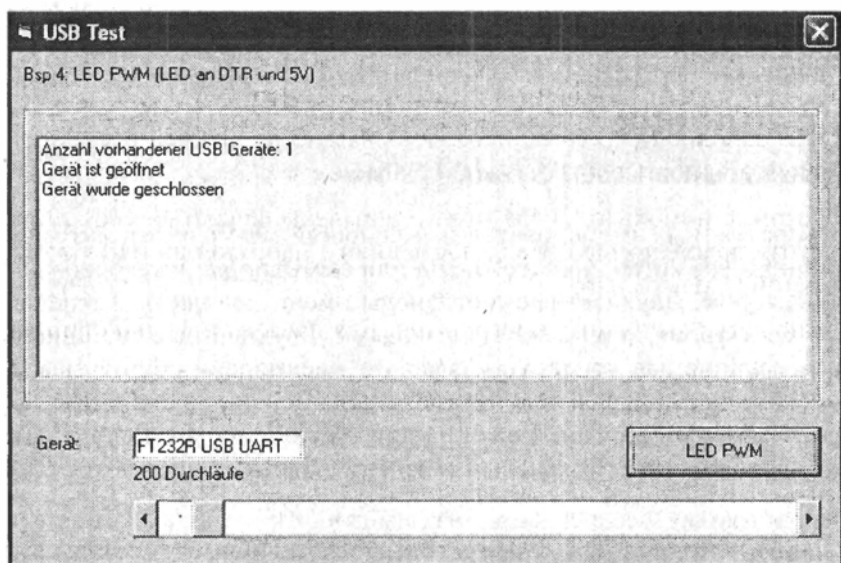 USB Test
Bsp 4: LED PWM (LED an DTR und 5V)
Anzahl vorhandener USB Geräte: 1
Gerät ist geöffnet
Gerät wurde geschlossen
Gerät:
FT232R USB UART
LED PWM
200 Durchläufe